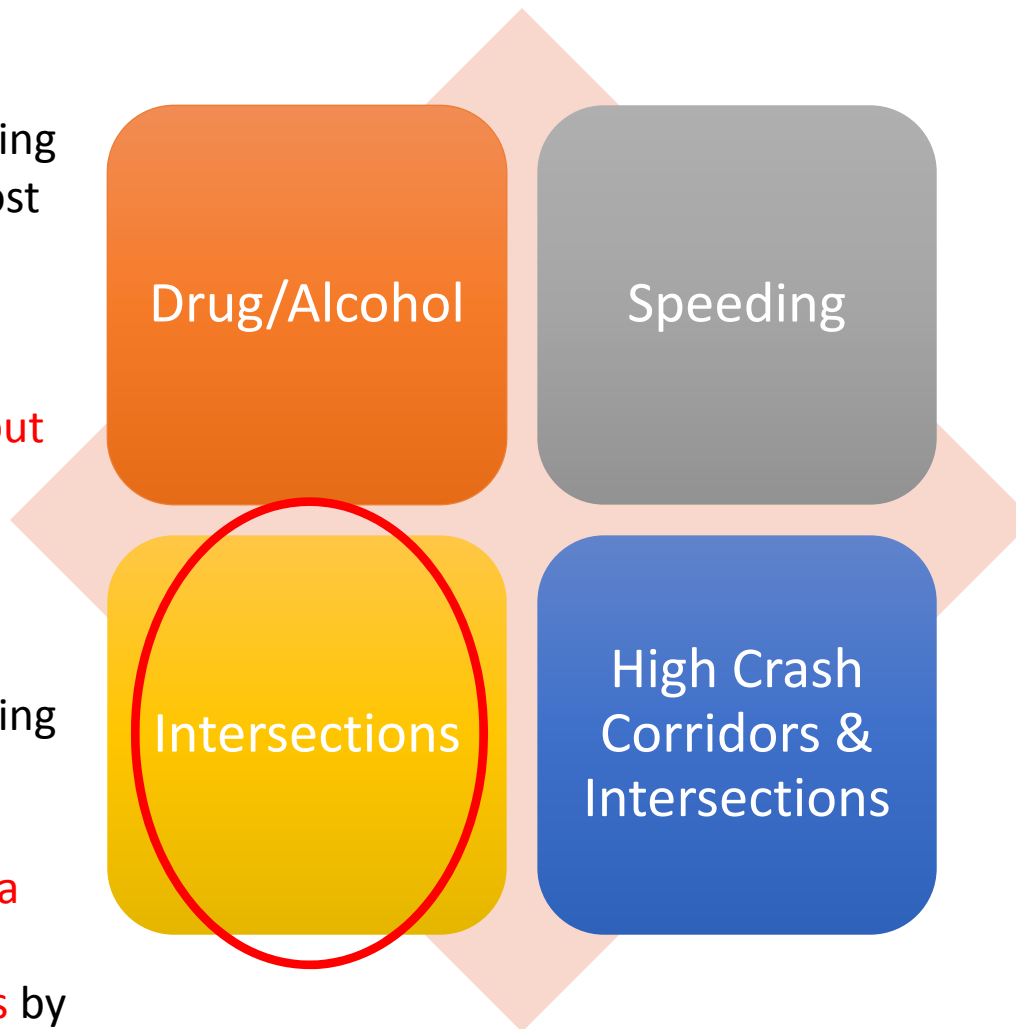 ing
ost
out
ing
a
s by
Drug/Alcohol
Speeding
Intersections
High Crash
Corridors &
Intersections